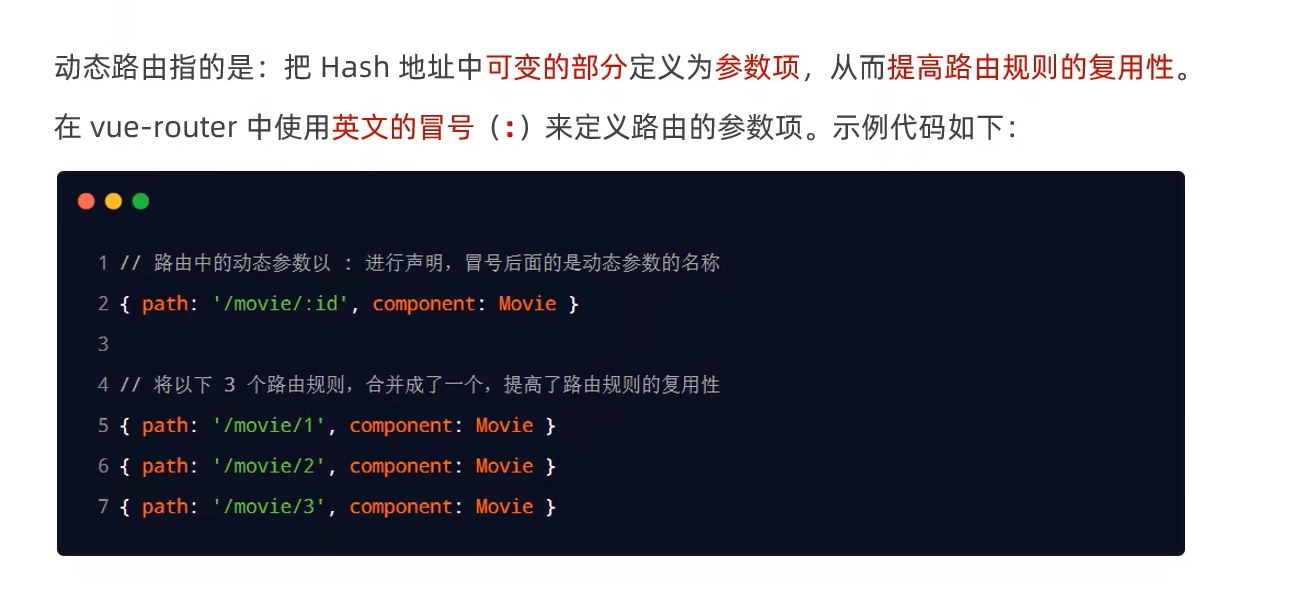 动态路由指的是：把 Hash 地址中可变的部分定义为参数项，从而提高路由规则的复用性。
在 vue-router 中使用英文的冒号（:）来定义路由的参数项。示例代码如下：
1 // 路由中的动态参数以 : 进行声明，冒号后面的是动态参数的名称
2 { path: '/movie/:id', component: Movie }
3
4 // 将以下 3 个路由规则，合并成了一个，提高了路由规则的复用性
5 { path: '/movie/1', component: Movie }
6 { path: '/movie/2', component: Movie }
7 { path: '/movie/3', component: Movie }